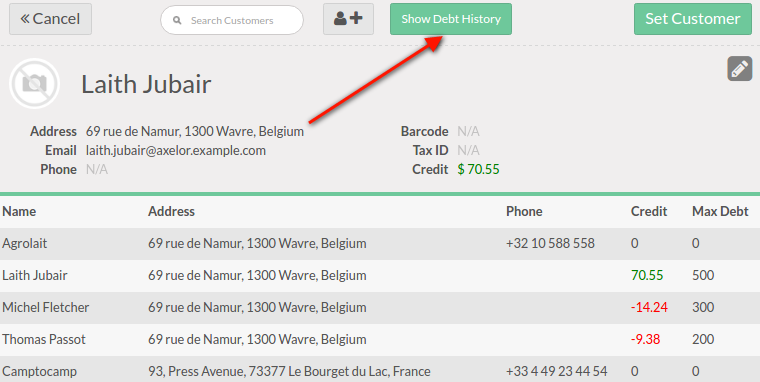 « Cancel Search Customers Show Debt History Set Customer
Laith Jubair
Address 69 rue de Namur, 1300 Wavre, Belgium Barcode N/A
Email laith.jubair@axelor.example.com Tax ID N/A
Phone N/A Credit $ 70.55
Name Address Phone Credit Max Debt
Agrolait 69 rue de Namur, 1300 Wavre, Belgium +32 10 588 558 0 0
Laith Jubair 69 rue de Namur, 1300 Wavre, Belgium 70.55 500
Michel Fletcher 69 rue de Namur, 1300 Wavre, Belgium -14.24 300
Thomas Passot 69 rue de Namur, 1300 Wavre, Belgium -9.38 200
Camptocamp 93, Press Avenue, 73377 Le Bourget du Lac, France +33 4 49 23 44 54 0 0